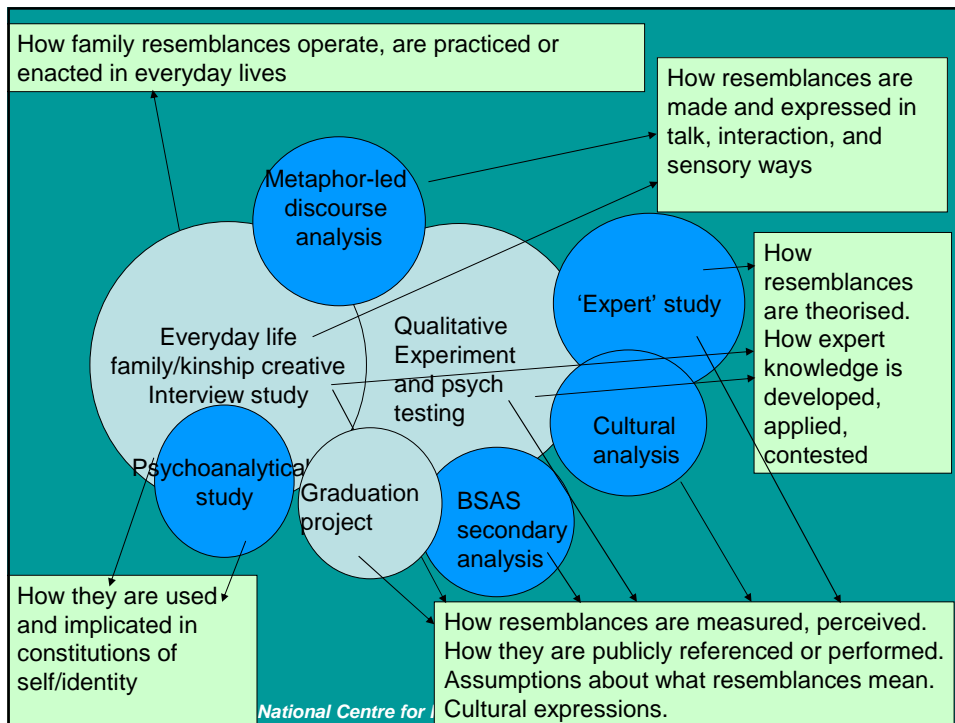 How family resemblances operate, are practiced or
enacted in everyday lives
How resemblances are
made and expressed in
talk, interaction, and
sensory ways
Metaphor-led
discourse
analysis
How
resemblances
are theorised.
How expert
knowledge is
developed,
applied,
contested
‘Expert’ study
Everyday life
family/kinship creative
Interview study
Qualitative
Experiment
and psych
testing
Cultural
analysis
Psychoanalytical
study
Graduation
project
BSAS
secondary
analysis
How they are used
and implicated in
constitutions of
self/identity
How resemblances are measured, perceived.
How they are publicly referenced or performed.
Assumptions about what resemblances mean.
Cultural expressions.
National Centre for